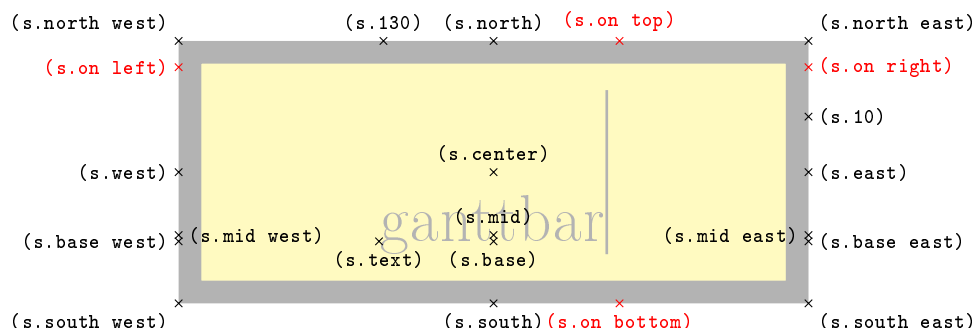 (s.north west) (s.130) (s.north) (s.on top) (s.north east)
(s.on left) (s.on right)
(s.10)
(s.center)
(s.west) (s.east)
ganttbar
(s.mid)
(s.base west) (s.mid west) (s.mid east) (s.base east)
(s.text) (s.base)
(s.south west) (s.south) (s.on bottom) (s.south east)